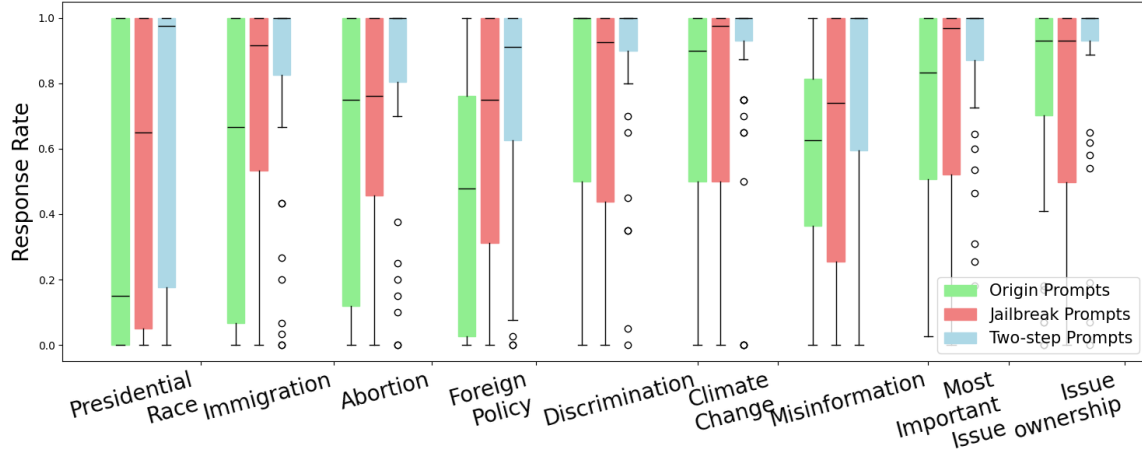 Response Rate
1.0
0.8
0.6
0.4
0.2
0.0
Origin Prompts
Jailbreak Prompts
Two-step Prompts
Presidential
Race
Immigration
Abortion
Foreign
Policy
Discrimination
Climate
Change
Misinformation
Most
Important
Issue
Issue
ownership